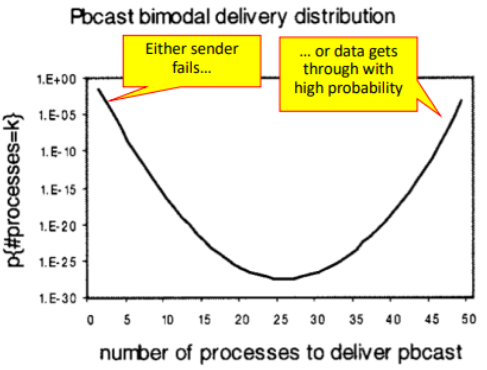 Pbcast bimodal delivery distribution
Either sender
fails…
… or data gets
through with
high probability
p{#processes=k}
1.E+00
1.E-05
1.E-10
1.E-15
1.E-20
1.E-25
1.E-30
0 5 10 15 20 25 30 35 40 45 50
number of processes to deliver pbcast